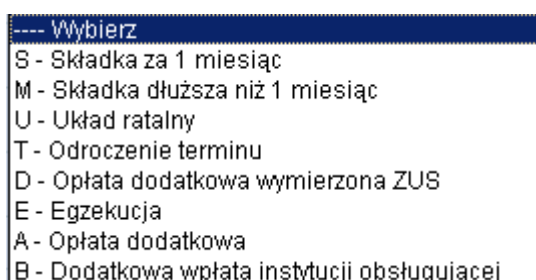 ---- Wybierz
S - Składka za 1 miesiąc
M - Składka dłuższa niż 1 miesiąc
U - Układ ratalny
T - Odroczenie terminu
D - Opłata dodatkowa wymierzona ZUS
E - Egzekucja
A - Opłata dodatkowa
B - Dodatkowa wpłata instytucji obsługującej